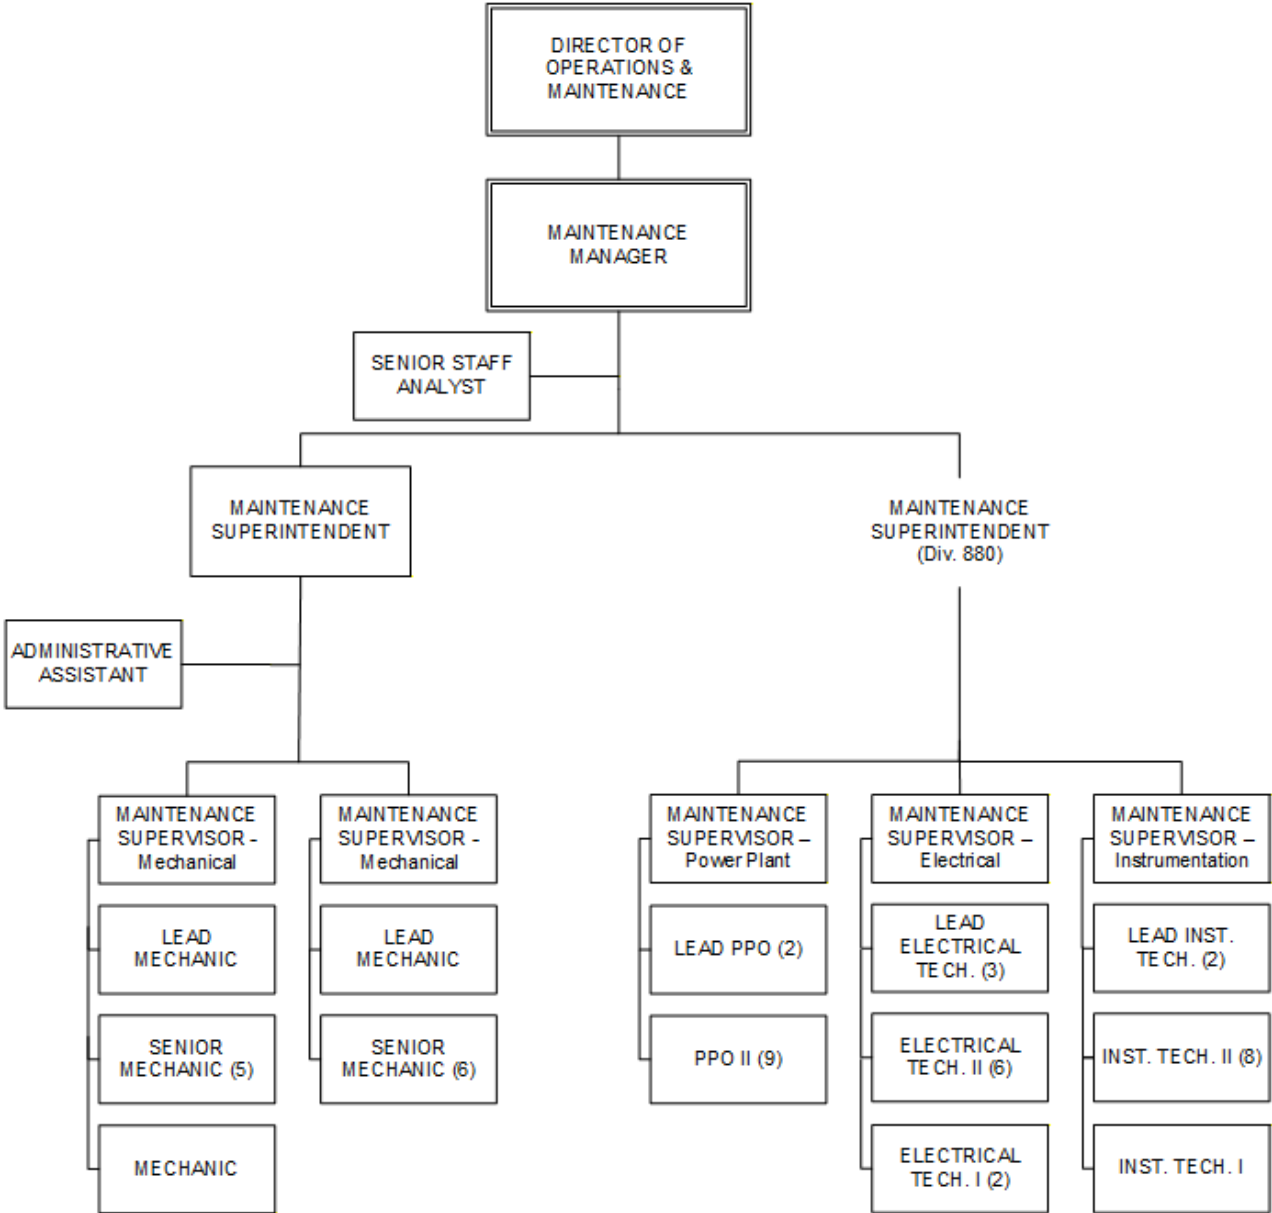 DIRECTOR OF
OPERATIONS &
MAINTENANCE
MAINTENANCE
MANAGER
SENIOR STAFF
ANALYST
MAINTENANCE
SUPERINTENDENT
MAINTENANCE
SUPERINTENDENT
(Div. 880)
ADMINISTRATIVE
ASSISTANT
MAINTENANCE
SUPERVISOR -
Mechanical
LEAD
MECHANIC
SENIOR
MECHANIC (5)
MECHANIC
MAINTENANCE
SUPERVISOR -
Mechanical
LEAD
MECHANIC
SENIOR
MECHANIC (6)
MAINTENANCE
SUPERVISOR –
Power Plant
LEAD PPO (2)
PPO II (9)
MAINTENANCE
SUPERVISOR –
Electrical
LEAD
ELECTRICAL
TECH. (3)
ELECTRICAL
TECH. II (6)
ELECTRICAL
TECH. I (2)
MAINTENANCE
SUPERVISOR –
Instrumentation
LEAD INST.
TECH. (2)
INST. TECH. II (8)
INST. TECH. I